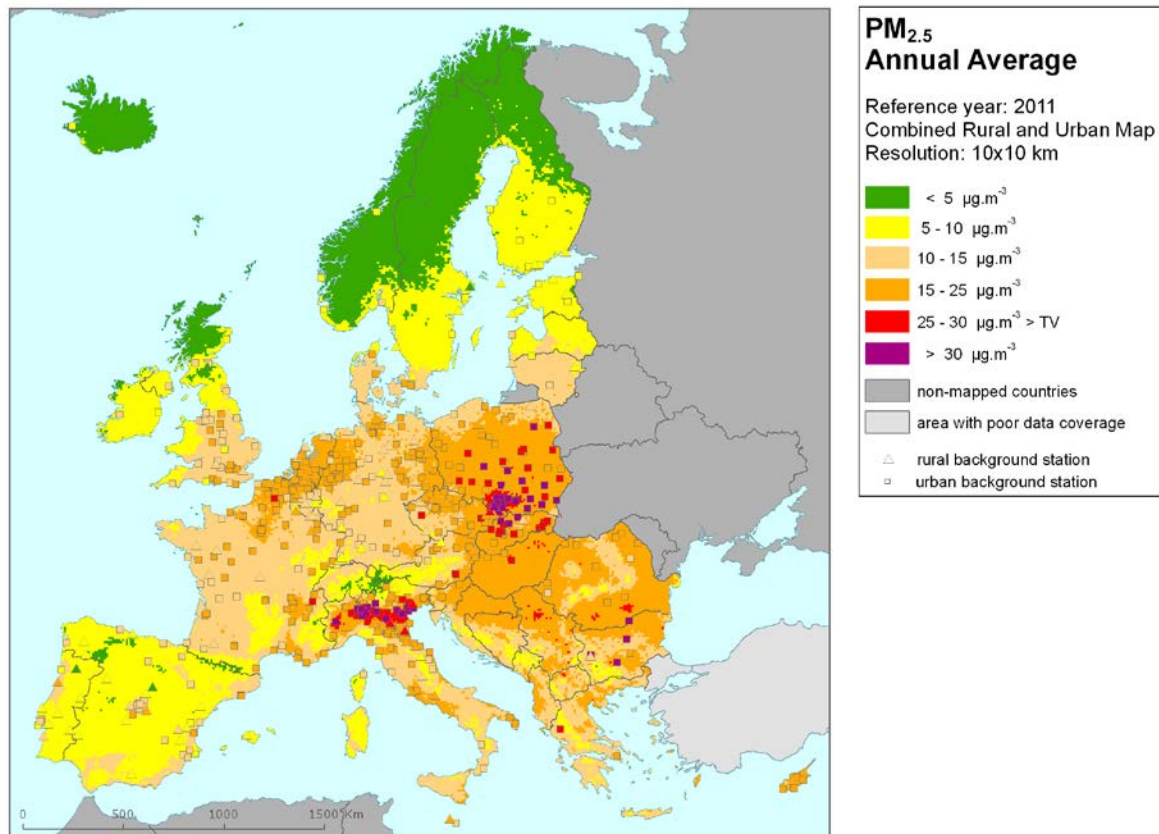 PM2.5
Annual Average
Reference year: 2011
Combined Rural and Urban Map
Resolution: 10x10 km
< 5 µg.m-3
5 - 10 µg.m-3
10 - 15 µg.m-3
15 - 25 µg.m-3
25 - 30 µg.m-3 > TV
> 30 µg.m-3
non-mapped countries
area with poor data coverage
rural background station
urban background station
0 500 1000 1500 Km